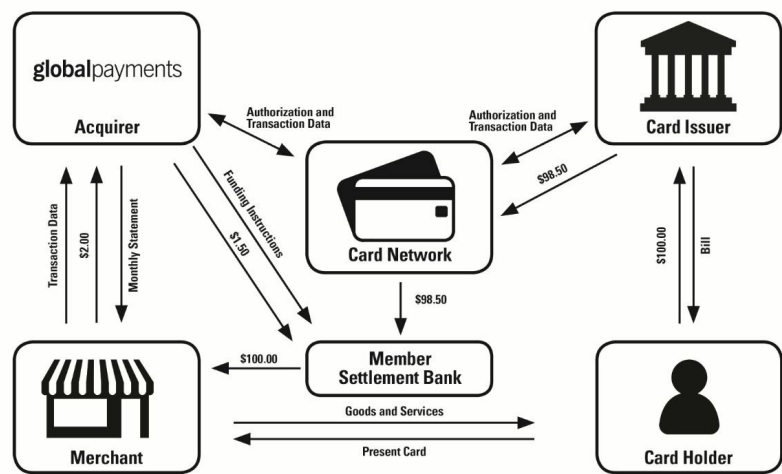 globalpayments
Acquirer
Card Issuer
Authorization and
Transaction Data
Authorization and
Transaction Data
$98.50
Card Network
Transaction Data
$2.00
Monthly Statement
Funding Instructions
$1.50
$98.50
$100.00
Bill
Member
Settlement Bank
$100.00
Goods and Services
Present Card
Merchant
Card Holder